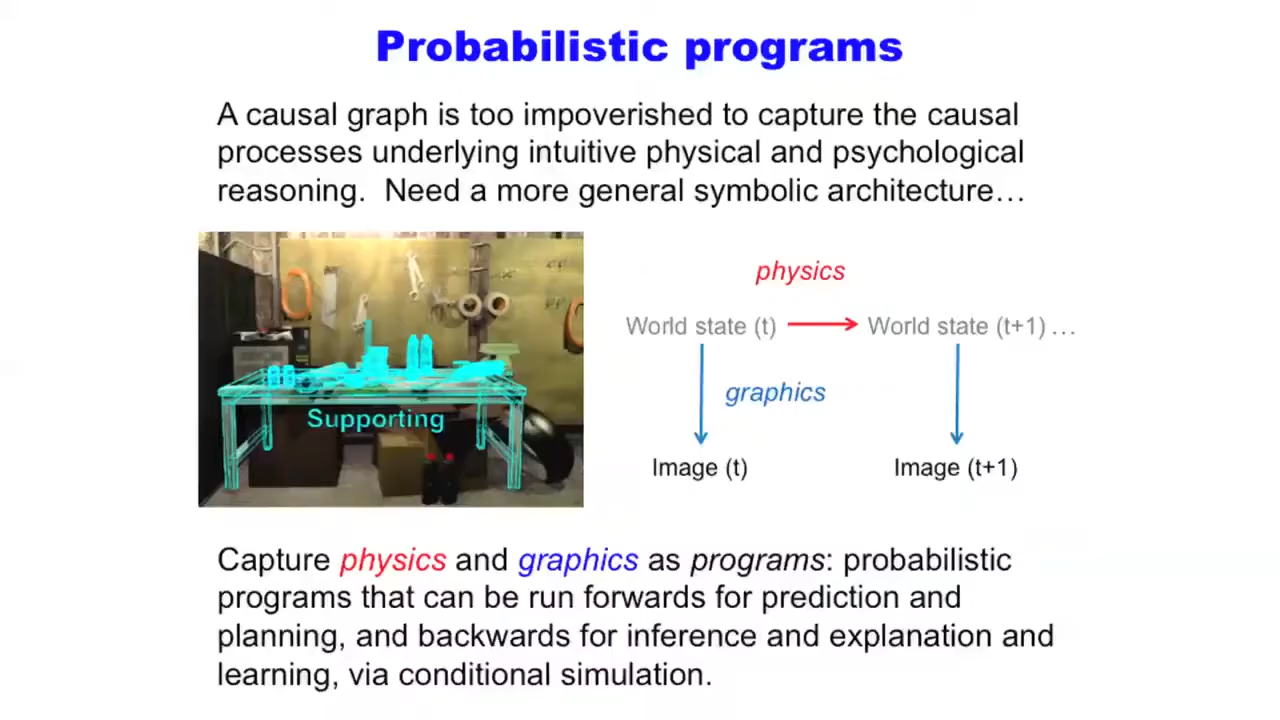 Probabilistic programs
A causal graph is too impoverished to capture the causal
processes underlying intuitive physical and psychological
reasoning.  Need a more general symbolic architecture…
Supporting
physics
World state (t)
World state (t+1) …
graphics
Image (t)
Image (t+1)
Capture physics and graphics as programs: probabilistic
programs that can be run forwards for prediction and
planning, and backwards for inference and explanation and
learning, via conditional simulation.